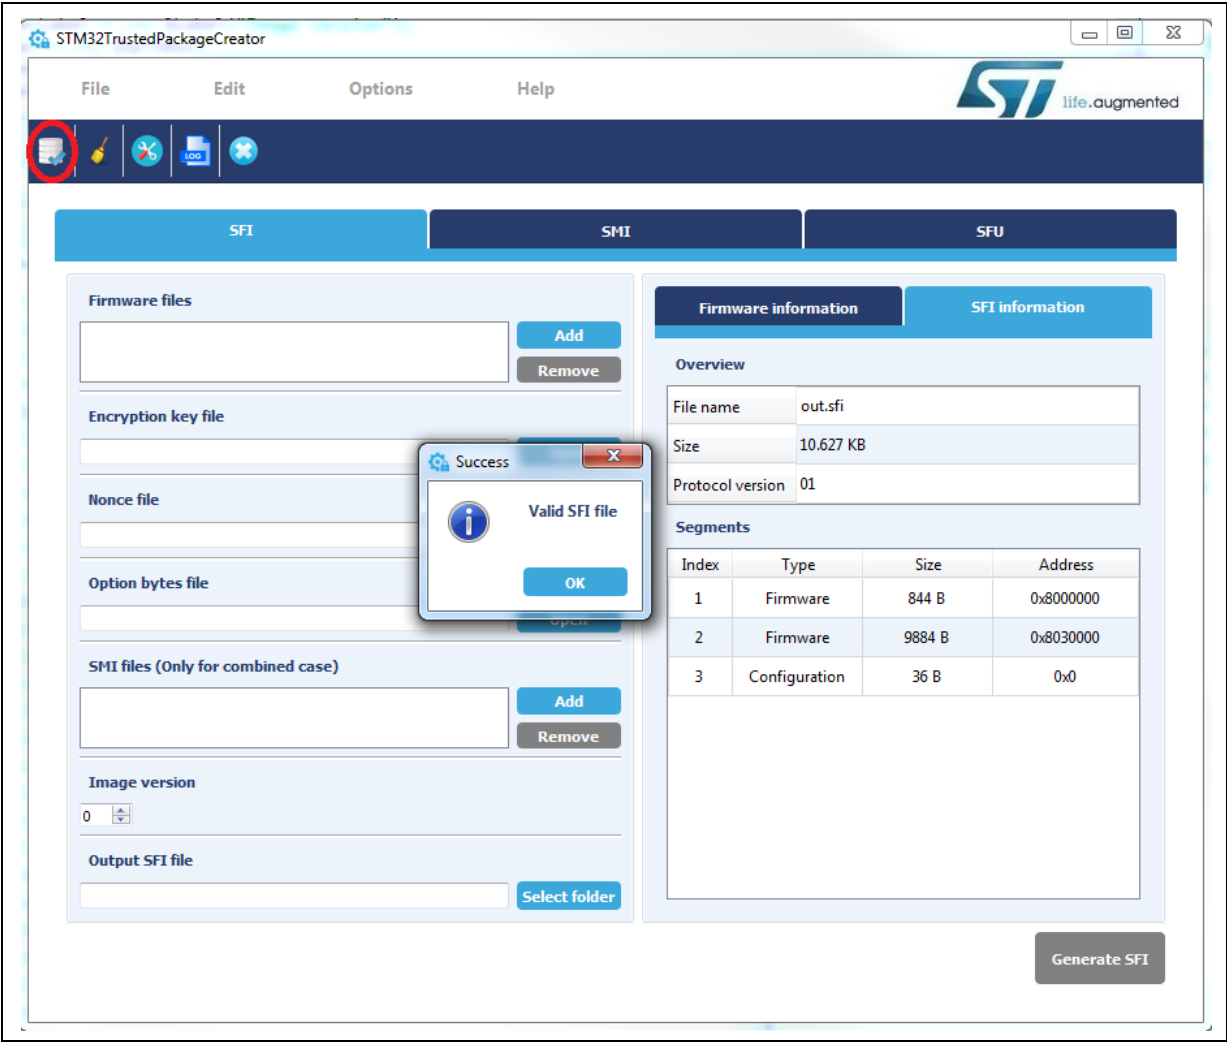 STM32TrustedPackageCreator
File Edit Options Help
life.augmented
LOG
SFI SMI SFU
Firmware files
Add
Remove
Encryption key file
Nonce file
Option bytes file
Open
SMI files (Only for combined case)
Add
Remove
Image version
0
Output SFI file
Select folder
Firmware information SFI information
Overview
File name out.sfi
Size 10.627 KB
Protocol version 01
Segments
Index Type Size Address
1 Firmware 844 B 0x8000000
2 Firmware 9884 B 0x8030000
3 Configuration 36 B 0x0
Success
Valid SFI file
OK
Generate SFI